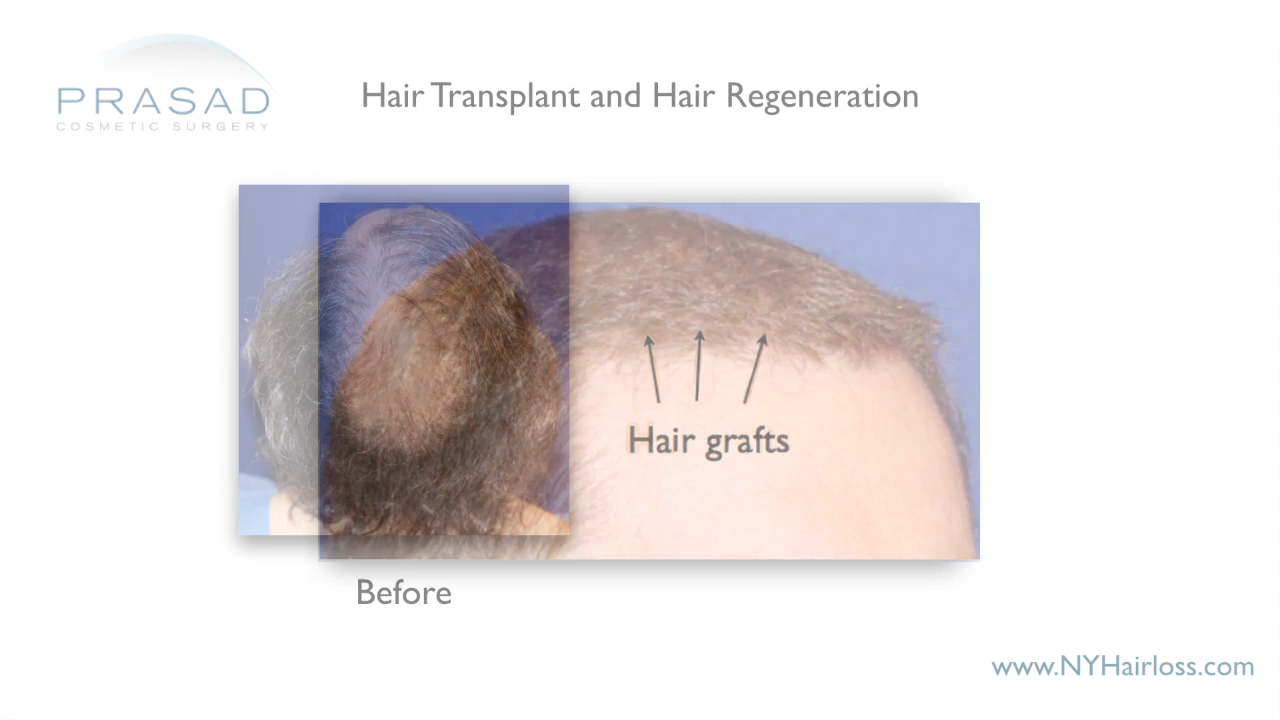 PRASAD
COSMETIC SURGERY
Hair Transplant and Hair Regeneration
Hair grafts
Before
www.NYHairloss.com